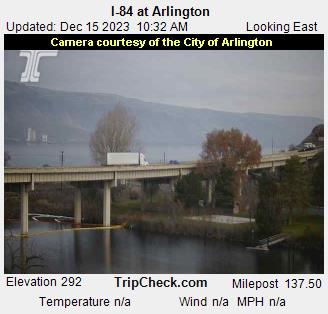 I-84 at Arlington
Updated: Dec 15 2023 10:32 AM Looking East
Camera courtesy of the City of Arlington
Elevation 292 TripCheck.com Milepost 137.50
Temperature n/a Wind n/a MPH n/a